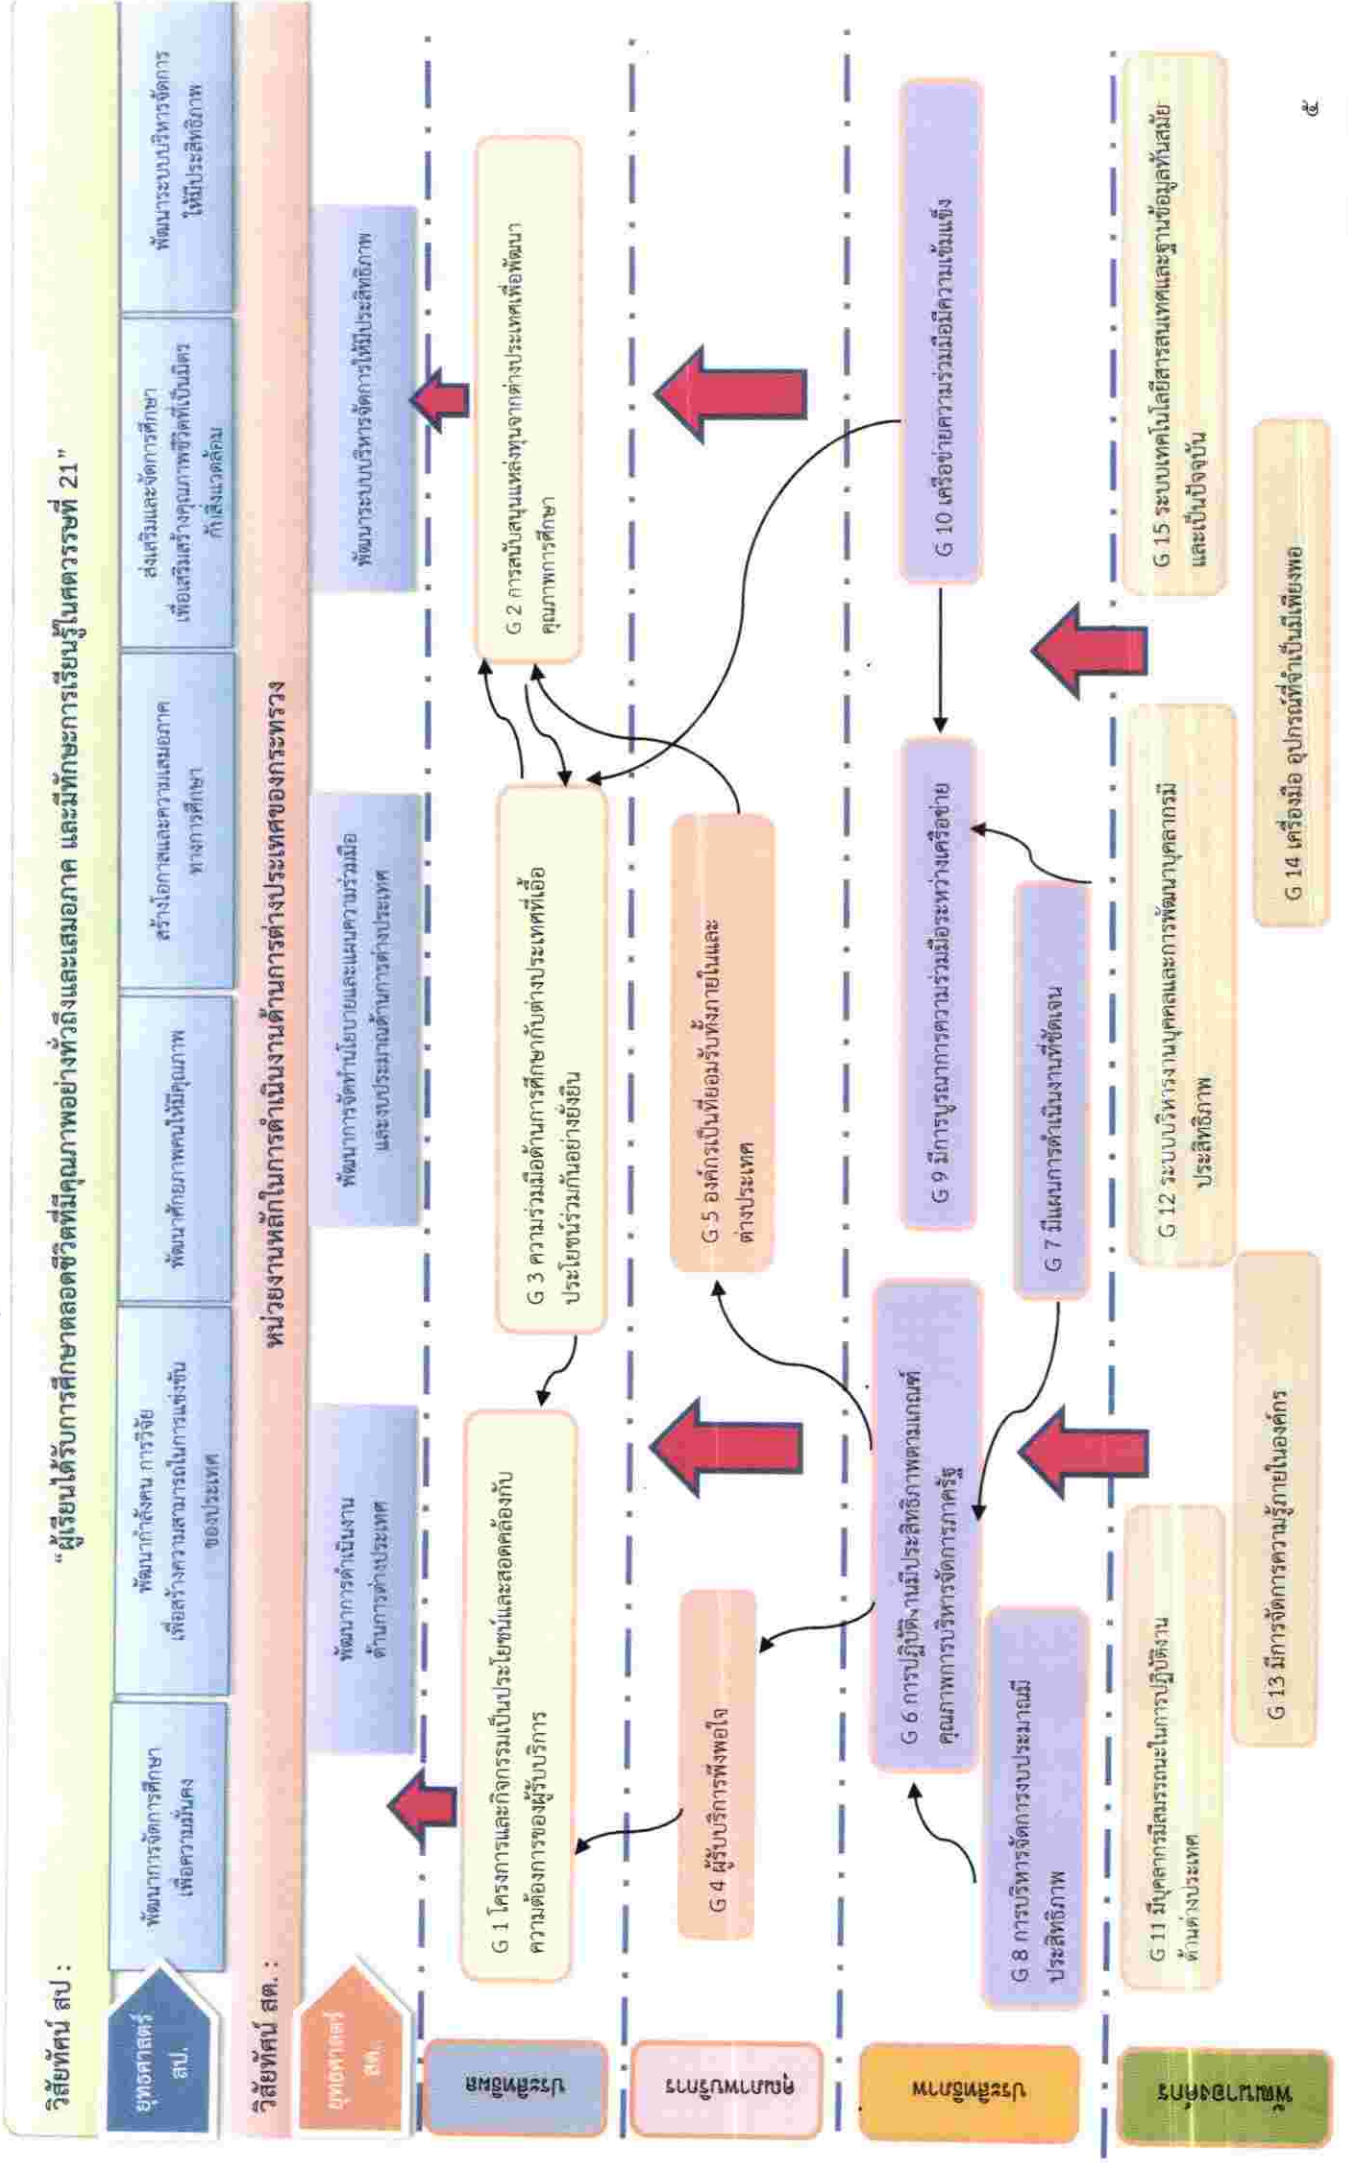 วิสัยทัศน์ สป :
“ผู้เรียนได้รับการศึกษาตลอดชีวิตที่มีคุณภาพอย่างทั่วถึงและเสมอภาค และมีทักษะการเรียนรู้ในศตวรรษที่ 21”
ยุทธศาสตร์
สป.
พัฒนาการจัดการศึกษา
เพื่อความมั่นคง
พัฒนากำลังคน การวิจัย
เพื่อสร้างความสามารถในการแข่งขัน
ของประเทศ
พัฒนาศักยภาพคนให้มีคุณภาพ
สร้างโอกาสและความเสมอภาค
ทางการศึกษา
ส่งเสริมและจัดการศึกษา
เพื่อเสริมสร้างคุณภาพชีวิตที่เป็นมิตร
กับสิ่งแวดล้อม
พัฒนาระบบบริหารจัดการ
ให้มีประสิทธิภาพ
วิสัยทัศน์ สต. :
หน่วยงานหลักในการดำเนินงานด้านการต่างประเทศของกระทรวง
ยุทธศาสตร์
สต.
พัฒนาการดำเนินงาน
ด้านการต่างประเทศ
พัฒนาการจัดทำนโยบายและแผนความร่วมมือ
และงบประมาณด้านการต่างประเทศ
พัฒนาระบบบริหารจัดการให้มีประสิทธิภาพ
ประสิทธิผล
G 1 โครงการและกิจกรรมเป็นประโยชน์และสอดคล้องกับ
ความต้องการของผู้รับบริการ
G 3 ความร่วมมือด้านการศึกษากับต่างประเทศที่เอื้อ
ประโยชน์ร่วมกันอย่างยั่งยืน
G 2 การสนับสนุนแหล่งทุนจากต่างประเทศเพื่อพัฒนา
คุณภาพการศึกษา
คุณภาพบริการ
G 4 ผู้รับบริการพึงพอใจ
G 5 องค์กรเป็นที่ยอมรับทั้งภายในและ
ต่างประเทศ
ประสิทธิภาพ
G 6 การปฏิบัติงานมีประสิทธิภาพตามเกณฑ์
คุณภาพการบริหารจัดการภาครัฐ
G 9 มีการบูรณาการความร่วมมือระหว่างเครือข่าย
G 10 เครือข่ายความร่วมมือมีความเข้มแข็ง
G 8 การบริหารจัดการงบประมาณมี
ประสิทธิภาพ
G 7 มีแผนการดำเนินงานที่ชัดเจน
พัฒนาองค์กร
G 11 มีบุคลากรมีสมรรถนะในการปฏิบัติงาน
ด้านต่างประเทศ
G 12 ระบบบริหารงานบุคคลและการพัฒนาบุคลากรมี
ประสิทธิภาพ
G 15 ระบบเทคโนโลยีสารสนเทศและฐานข้อมูลทันสมัย
และเป็นปัจจุบัน
G 13 มีการจัดการความรู้ภายในองค์กร
G 14 เครื่องมือ อุปกรณ์ที่จำเป็นมีเพียงพอ
๕